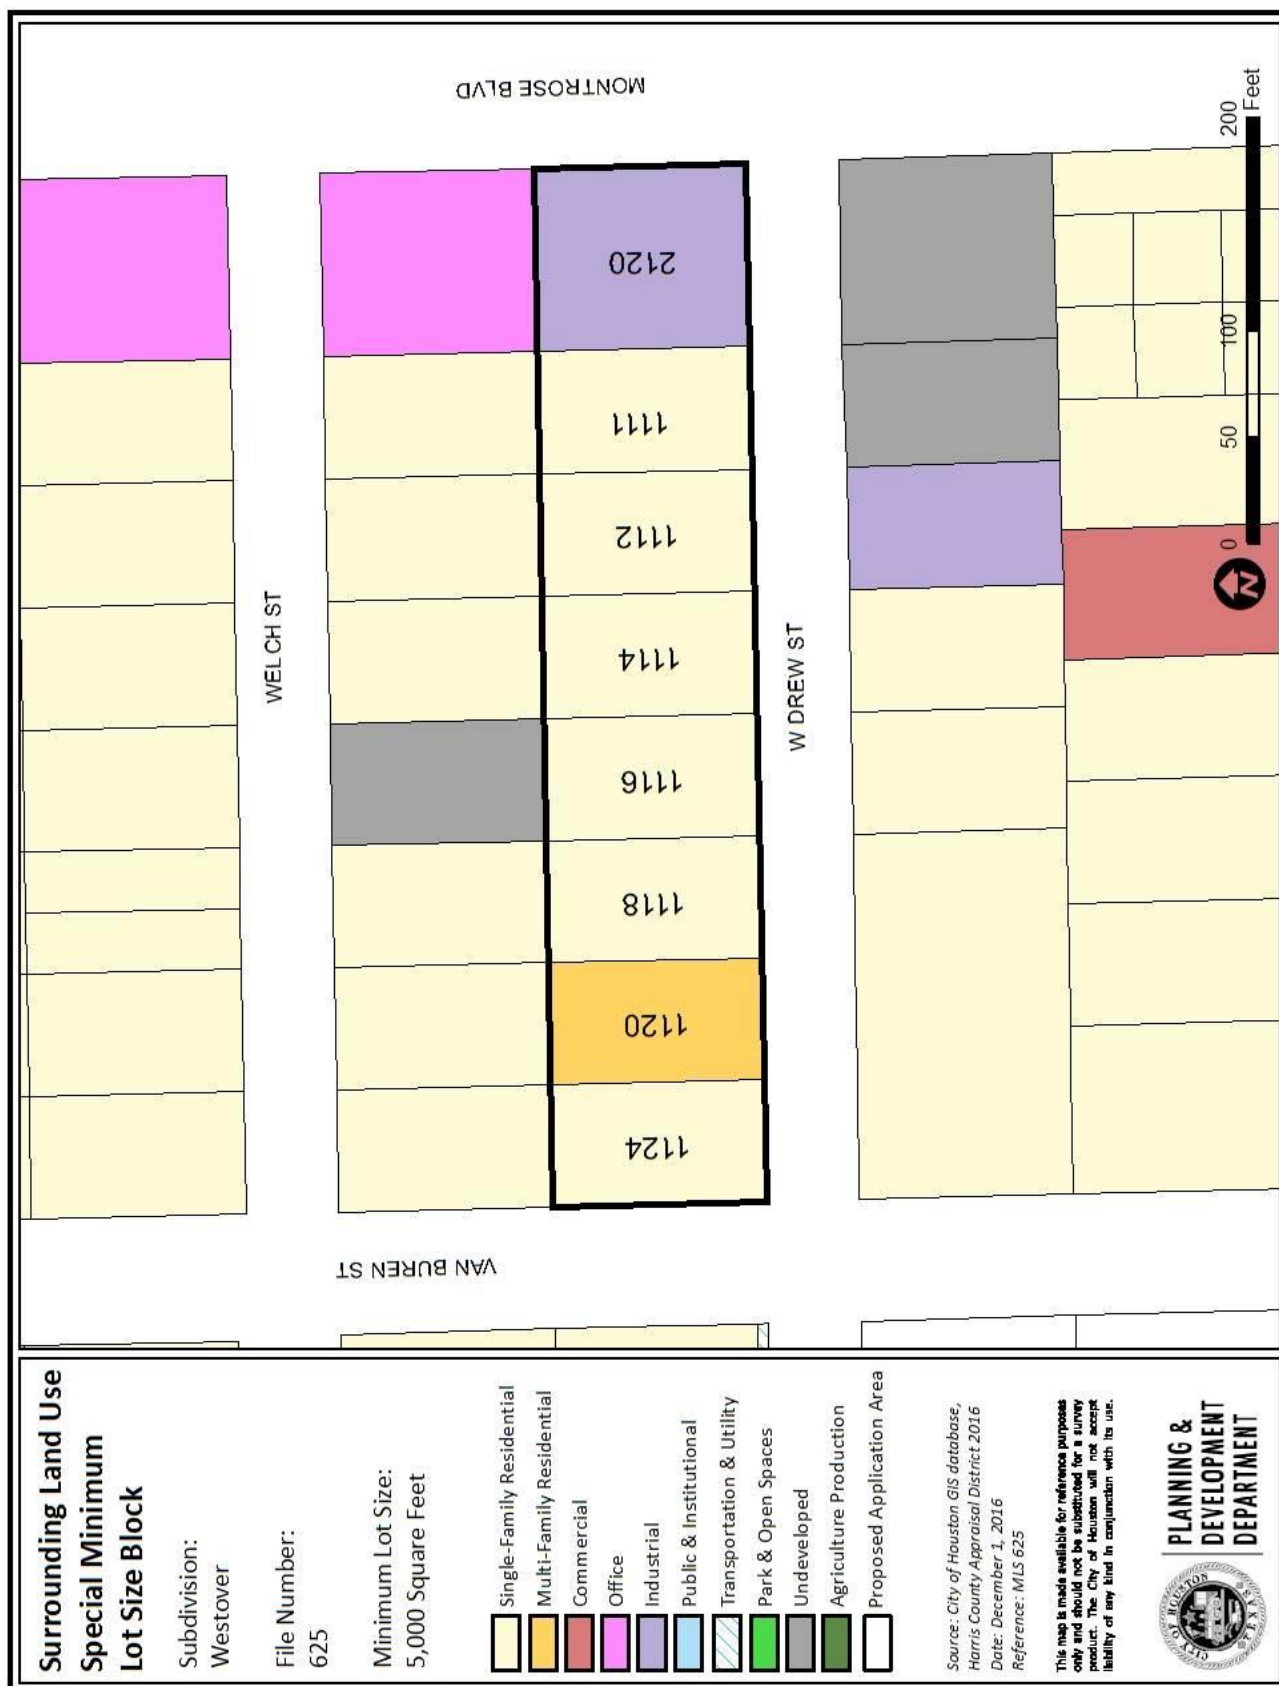 Surrounding Land Use
Special Minimum
Lot Size Block
Subdivision:
Westover
File Number:
625
Minimum Lot Size:
5,000 Square Feet
Single-Family Residential
Multi-Family Residential
Commercial
Office
Industrial
Public & Institutional
Transportation & Utility
Park & Open Spaces
Undeveloped
Agriculture Production
Proposed Application Area
Source: City of Houston GIS database,
Harris County Appraisal District 2016
Date: December 1, 2016
Reference: MLS 625
This map is made available for reference purposes
only and should not be substituted for a survey
product. The City of Houston will not accept
liability of any kind in conjunction with its use.
CITY OF HOUSTON
TEXAS
PLANNING &
DEVELOPMENT
DEPARTMENT
VAN BUREN ST
WELCH ST
1124
1120
1118
1116
1114
1112
1111
2120
W DREW ST
MONTROSE BLVD
N
0
50
100
200
Feet